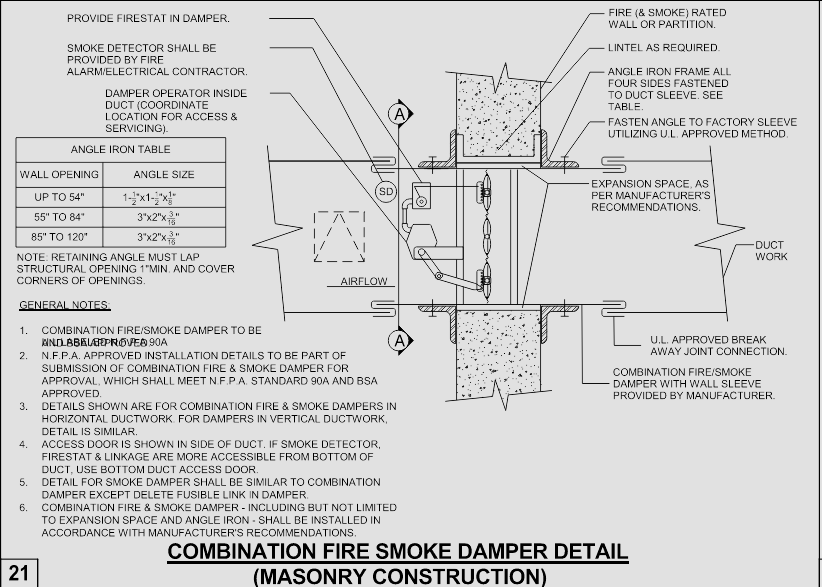 PROVIDE FIRESTAT IN DAMPER.
SMOKE DETECTOR SHALL BE
PROVIDED BY FIRE
ALARM/ELECTRICAL CONTRACTOR.
DAMPER OPERATOR INSIDE
DUCT (COORDINATE
LOCATION FOR ACCESS &
SERVICING).
ANGLE IRON TABLE
WALL OPENING ANGLE SIZE
UP TO 54" 1-1/2"x1-1/2"x1/8"
55" TO 84" 3"x2"x3/16"
85" TO 120" 3"x2"x3/16"
NOTE: RETAINING ANGLE MUST LAP
STRUCTURAL OPENING 1"MIN. AND COVER
CORNERS OF OPENINGS.
GENERAL NOTES:
1. COMBINATION FIRE/SMOKE DAMPER TO BE
2. N.F.P.A. APPROVED INSTALLATION DETAILS TO BE PART OF
SUBMISSION OF COMBINATION FIRE & SMOKE DAMPER FOR
APPROVAL, WHICH SHALL MEET N.F.P.A. STANDARD 90A AND BSA
APPROVED.
3. DETAILS SHOWN ARE FOR COMBINATION FIRE & SMOKE DAMPERS IN
HORIZONTAL DUCTWORK. FOR DAMPERS IN VERTICAL DUCTWORK,
DETAIL IS SIMILAR.
4. ACCESS DOOR IS SHOWN IN SIDE OF DUCT. IF SMOKE DETECTOR,
FIRESTAT & LINKAGE ARE MORE ACCESSIBLE FROM BOTTOM OF
DUCT, USE BOTTOM DUCT ACCESS DOOR.
5. DETAIL FOR SMOKE DAMPER SHALL BE SIMILAR TO COMBINATION
DAMPER EXCEPT DELETE FUSIBLE LINK IN DAMPER.
6. COMBINATION FIRE & SMOKE DAMPER - INCLUDING BUT NOT LIMITED
TO EXPANSION SPACE AND ANGLE IRON - SHALL BE INSTALLED IN
ACCORDANCE WITH MANUFACTURER'S RECOMMENDATIONS.
A
SD
AIRFLOW
A
FIRE (& SMOKE) RATED
WALL OR PARTITION.
LINTEL AS REQUIRED.
ANGLE IRON FRAME ALL
FOUR SIDES FASTENED
TO DUCT SLEEVE. SEE
TABLE.
FASTEN ANGLE TO FACTORY SLEEVE
UTILIZING U.L. APPROVED METHOD.
EXPANSION SPACE, AS
PER MANUFACTURER'S
RECOMMENDATIONS.
DUCT
WORK
U.L. APPROVED BREAK
AWAY JOINT CONNECTION.
COMBINATION FIRE/SMOKE
DAMPER WITH WALL SLEEVE
PROVIDED BY MANUFACTURER.
COMBINATION FIRE SMOKE DAMPER DETAIL
(MASONRY CONSTRUCTION)
21